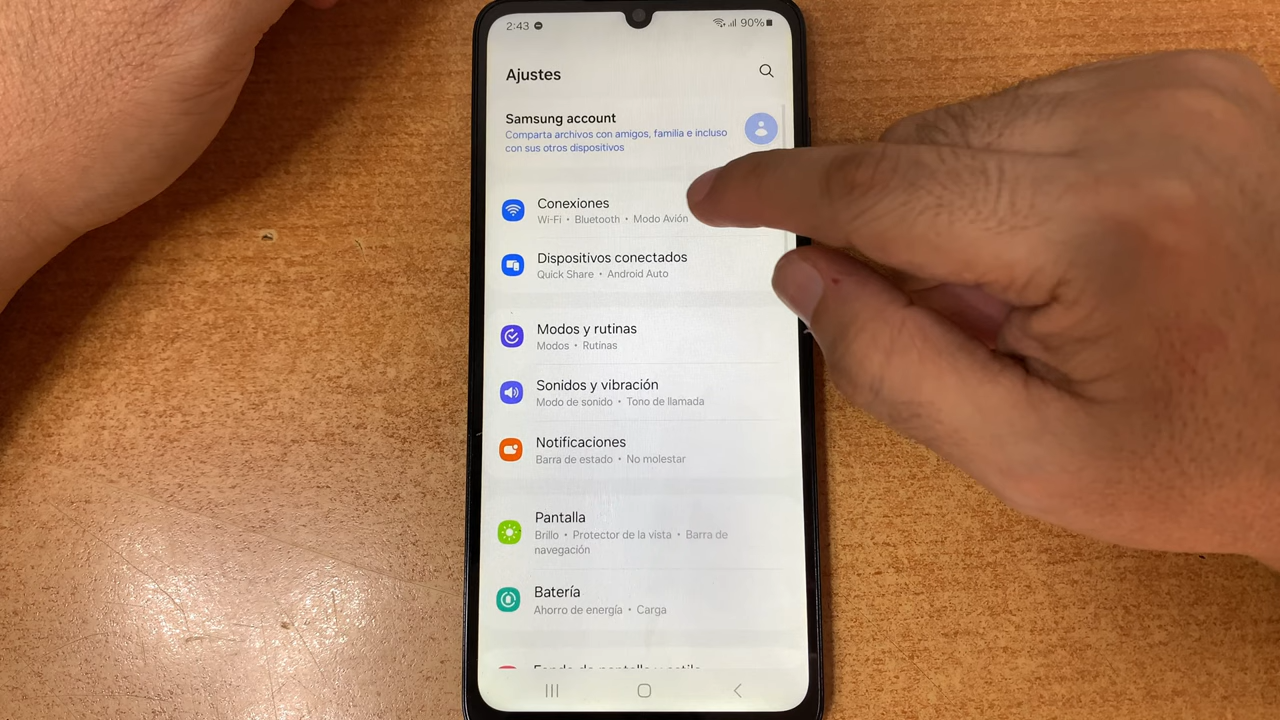 2:43
90%
Ajustes
Samsung account
Comparta archivos con amigos, familia e incluso
con sus otros dispositivos
Conexiones
Wi-Fi • Bluetooth • Modo Avión
Dispositivos conectados
Quick Share • Android Auto
Modos y rutinas
Modos • Rutinas
Sonidos y vibración
Modo de sonido • Tono de llamada
Notificaciones
Barra de estado • No molestar
Pantalla
Brillo • Protector de la vista • Barra de
navegación
Batería
Ahorro de energía • Carga